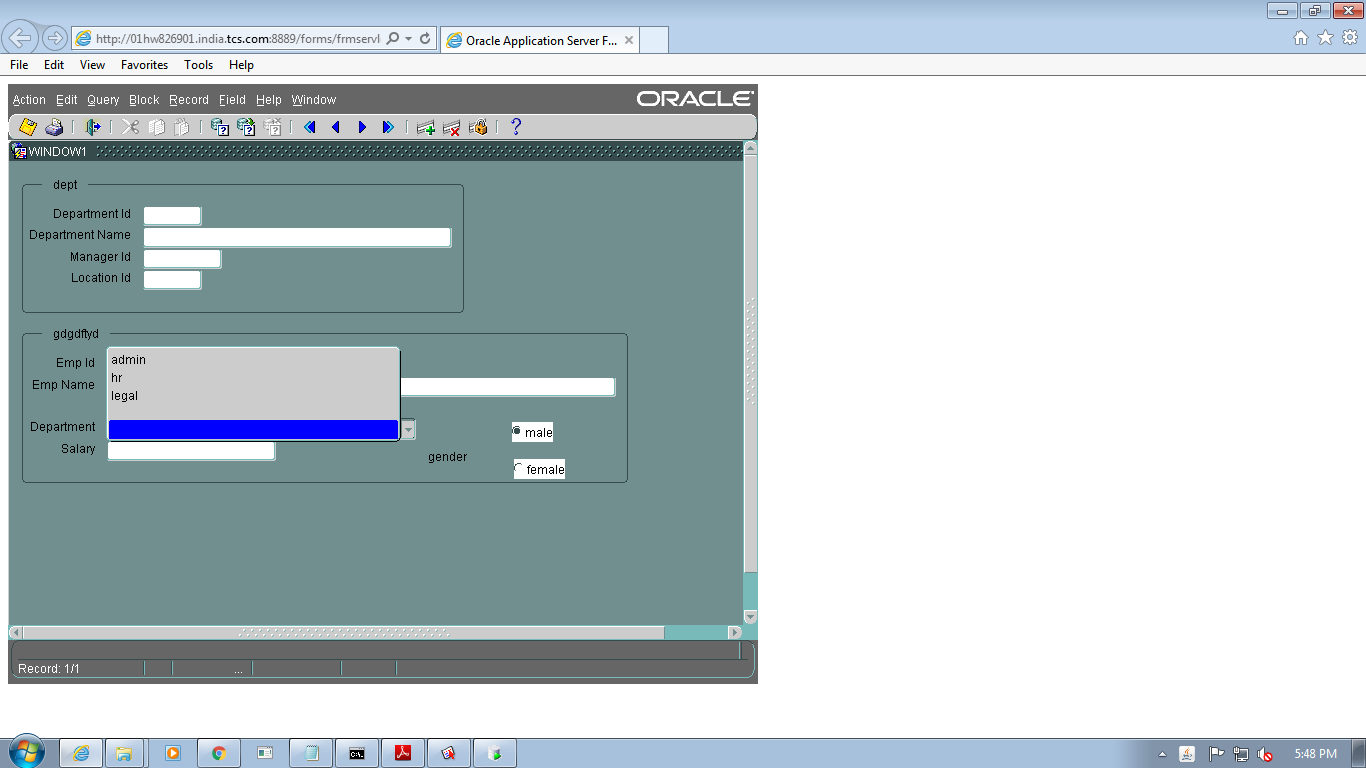 http://01hw826901.india.tcs.com:8889/forms/frmservl
Oracle Application Server F...
File Edit View Favorites Tools Help
Action Edit Query Block Record Field Help Window
ORACLE
WINDOW1
dept
Department Id
Department Name
Manager Id
Location Id
gdgdftyd
Emp Id
admin
hr
Emp Name
legal
Department
male
Salary
gender
female
Record: 1/1
...
5:48 PM